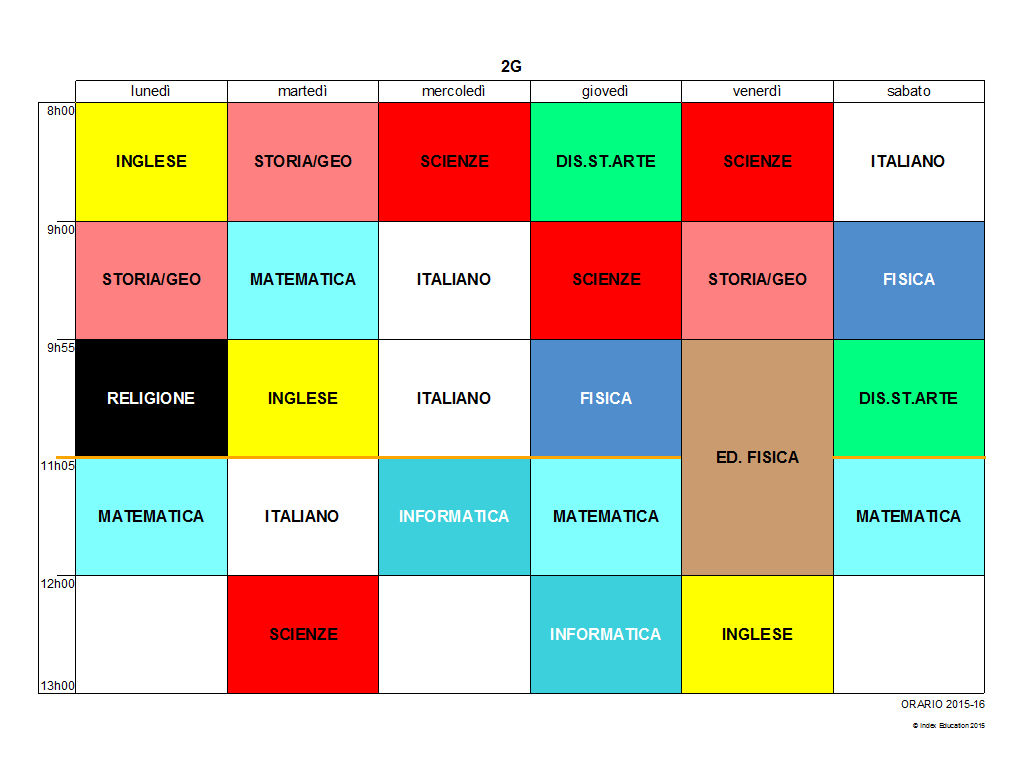 2G
lunedì martedì mercoledì giovedì venerdì sabato
8h00
INGLESE STORIA/GEO SCIENZE DIS.ST.ARTE SCIENZE ITALIANO
9h00
STORIA/GEO MATEMATICA ITALIANO SCIENZE STORIA/GEO FISICA
9h55
RELIGIONE INGLESE ITALIANO FISICA DIS.ST.ARTE
ED. FISICA
11h05
MATEMATICA ITALIANO INFORMATICA MATEMATICA MATEMATICA
12h00
SCIENZE INFORMATICA INGLESE
13h00
ORARIO 2015-16
© Index Education 2015